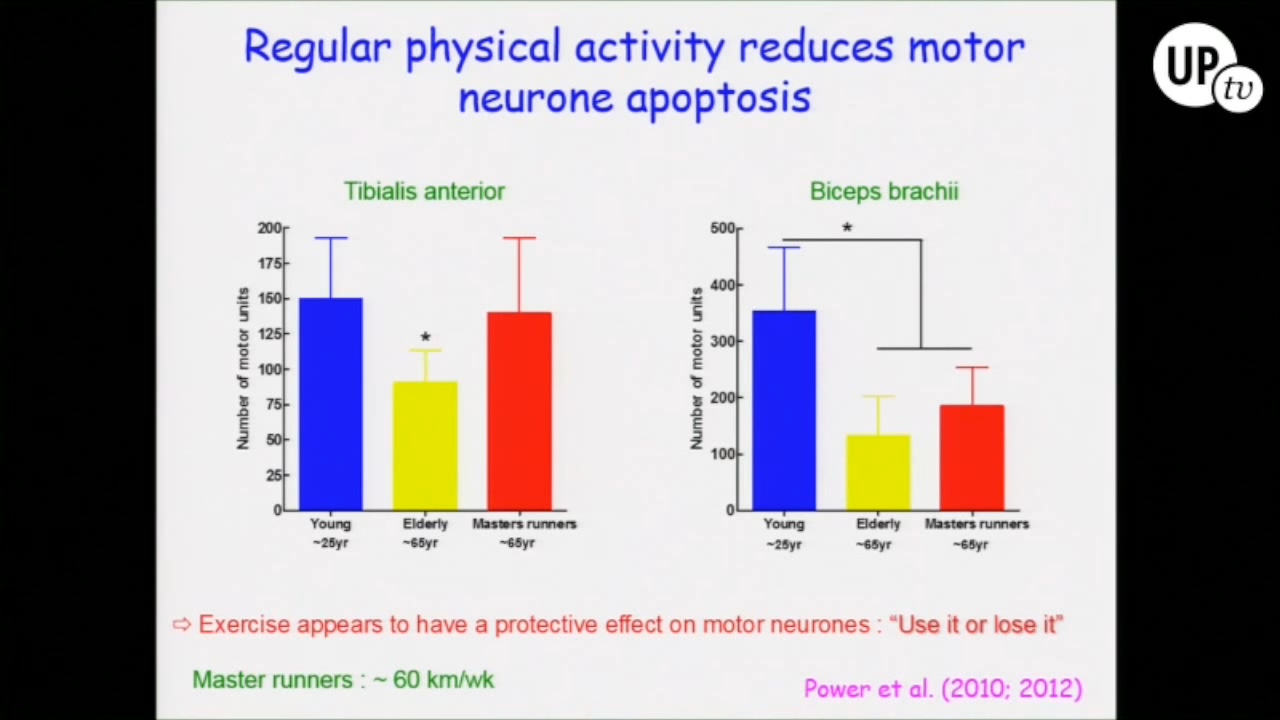 Regular physical activity reduces motor
neurone apoptosis
UP
tv
Tibialis anterior
200
175
150
125
100
75
50
25
0
Number of motor units
*
Young
Elderly
Masters runners
~25yr
~65yr
~65yr
Biceps brachii
500
400
300
200
100
0
Number of motor units
*
Young
Elderly
Masters runners
~25yr
~65yr
~65yr
⇨ Exercise appears to have a protective effect on motor neurones : “Use it or lose it”
Master runners : ~ 60 km/wk
Power et al. (2010; 2012)